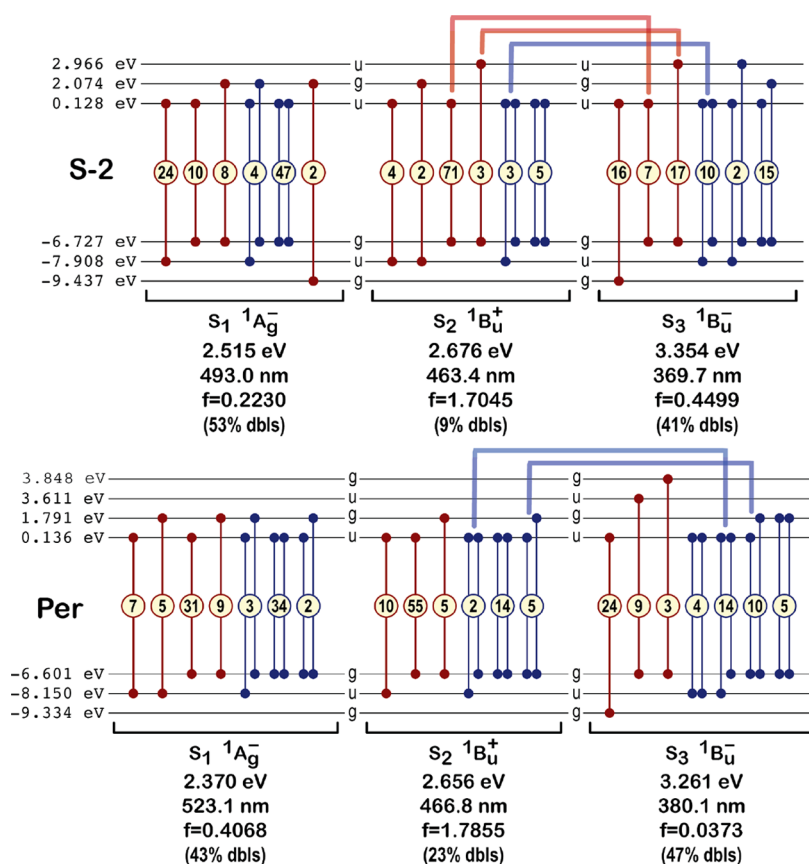 2.966 eV u u
2.074 eV g g
0.128 eV u u
S-2 24 10 8 4 47 2 4 2 71 3 3 5 16 7 17 10 2 15
-6.727 eV g g
-7.908 eV u u
-9.437 eV g g
S1 1Ag- S2 1Bu+ S3 1Bu-
2.515 eV 2.676 eV 3.354 eV
493.0 nm 463.4 nm 369.7 nm
f=0.2230 f=1.7045 f=0.4499
(53% dbls) (9% dbls) (41% dbls)
3.848 eV g g
3.611 eV u u
1.791 eV g g
0.136 eV u u
Per 7 5 31 9 3 34 2 10 55 5 2 14 5 24 9 3 4 14 10 5
-6.601 eV g g
-8.150 eV u u
-9.334 eV g g
S1 1Ag- S2 1Bu+ S3 1Bu-
2.370 eV 2.656 eV 3.261 eV
523.1 nm 466.8 nm 380.1 nm
f=0.4068 f=1.7855 f=0.0373
(43% dbls) (23% dbls) (47% dbls)